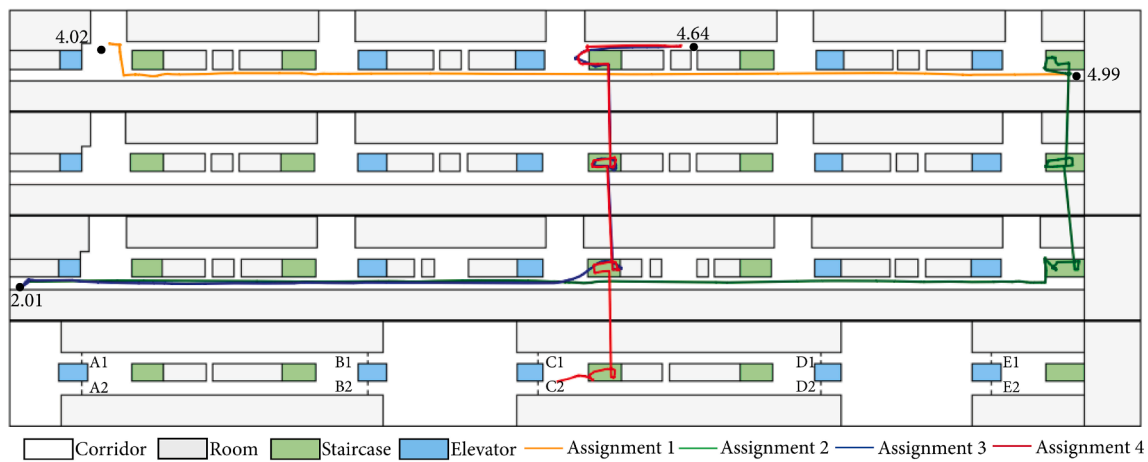 4.02
4.64
4.99
2.01
A1 B1 C1 D1 E1
A2 B2 C2 D2 E2
Corridor Room Staircase Elevator Assignment 1 Assignment 2 Assignment 3 Assignment 4